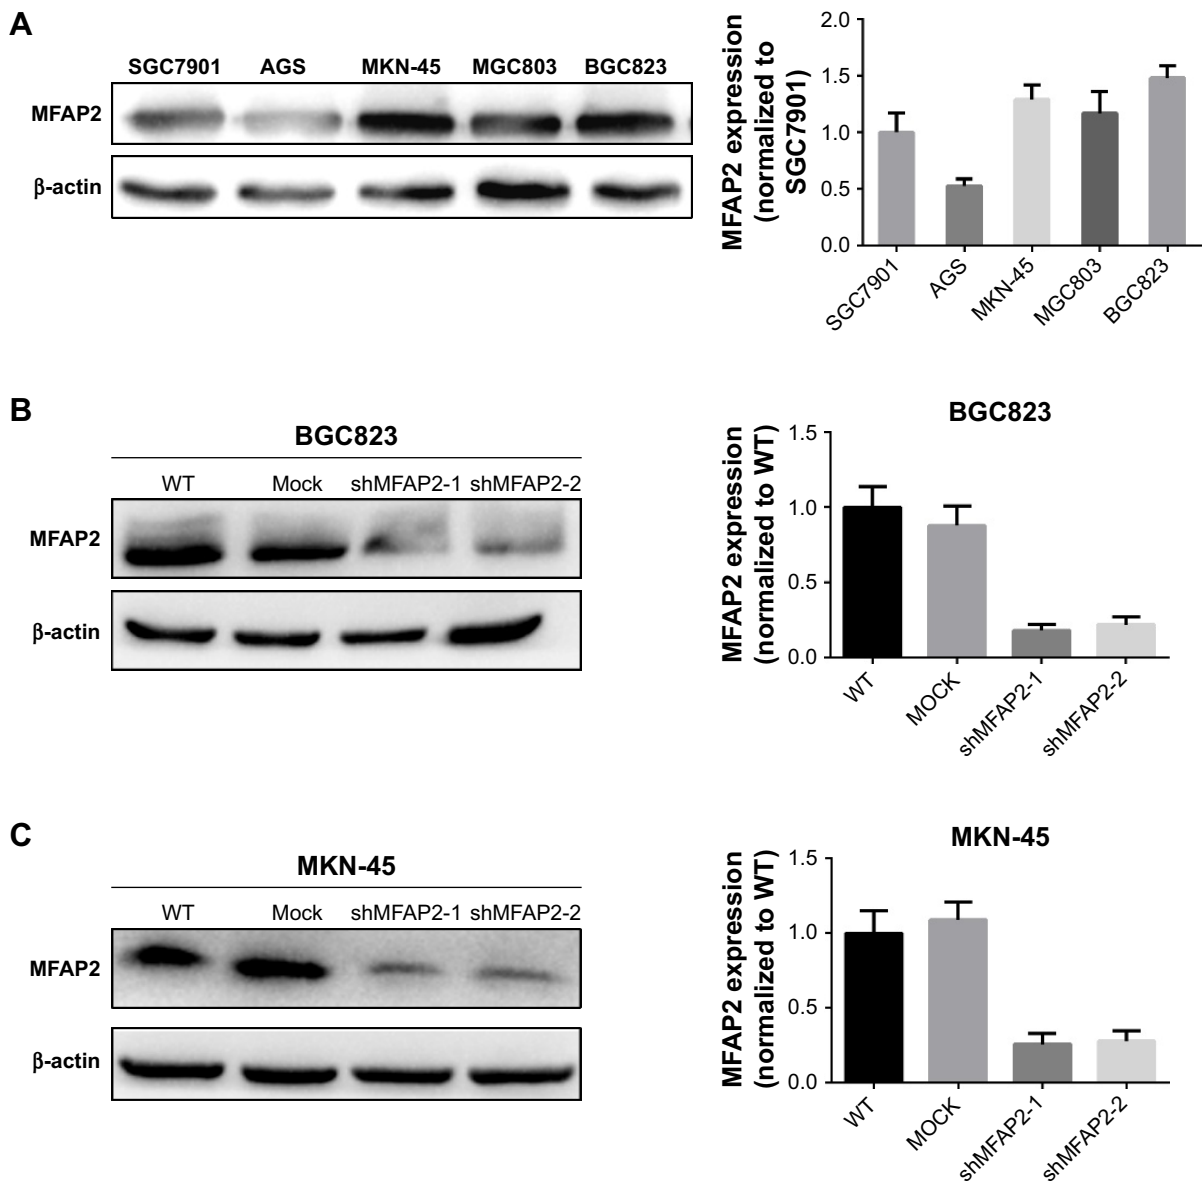 A
SGC7901 AGS MKN-45 MGC803 BGC823
MFAP2
β-actin
MFAP2 expression
(normalized to
SGC7901)
2.0
1.5
1.0
0.5
0.0
SGC7901 AGS MKN-45 MGC803 BGC823
B
BGC823
WT Mock shMFAP2-1 shMFAP2-2
MFAP2
β-actin
BGC823
MFAP2 expression
(normalized to WT)
1.5
1.0
0.5
0.0
WT MOCK shMFAP2-1 shMFAP2-2
C
MKN-45
WT Mock shMFAP2-1 shMFAP2-2
MFAP2
β-actin
MKN-45
MFAP2 expression
(normalized to WT)
1.5
1.0
0.5
0.0
WT MOCK shMFAP2-1 shMFAP2-2